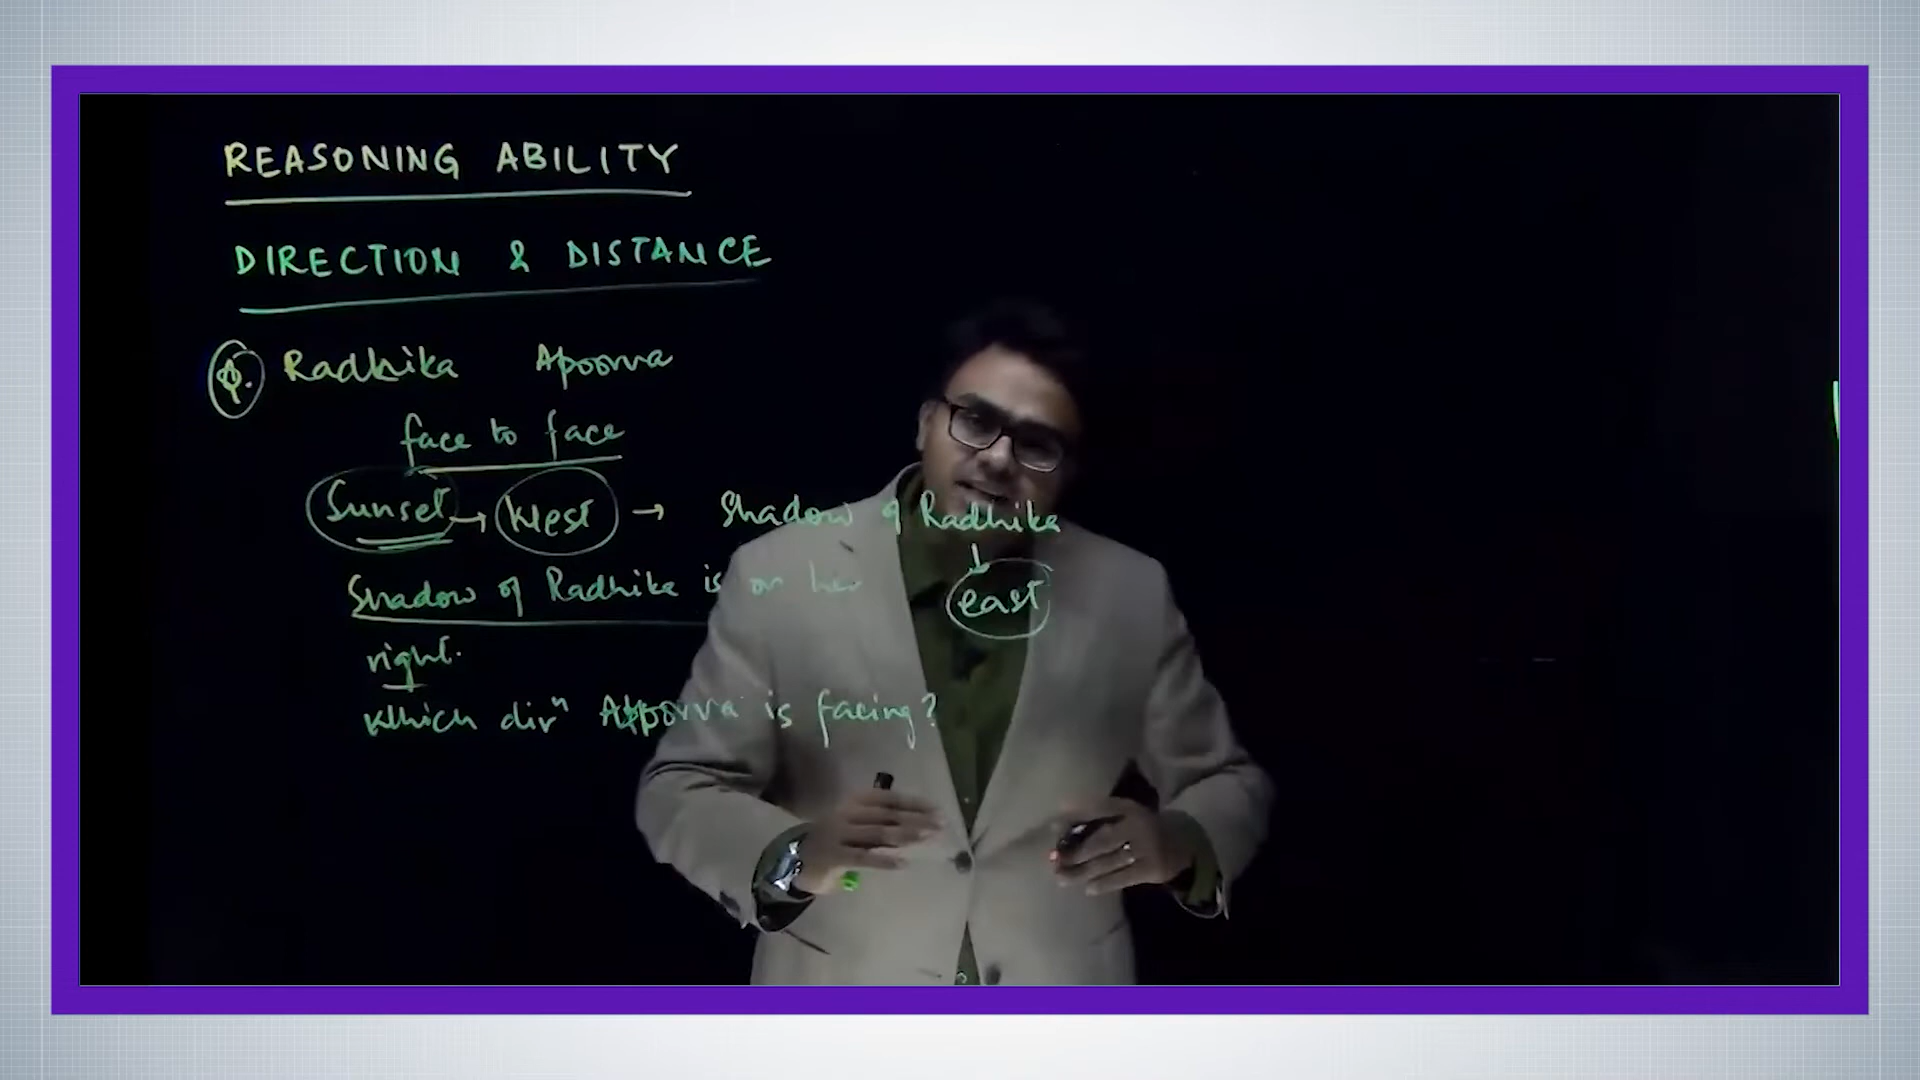 REASONING ABILITY
DIRECTION & DISTANCE
Q. Radhika Apoorva
face to face
Sunset → West → Shadow of Radhika
↓
east
Shadow of Radhika is on her
right.
Which dirⁿ Apoorva is facing?